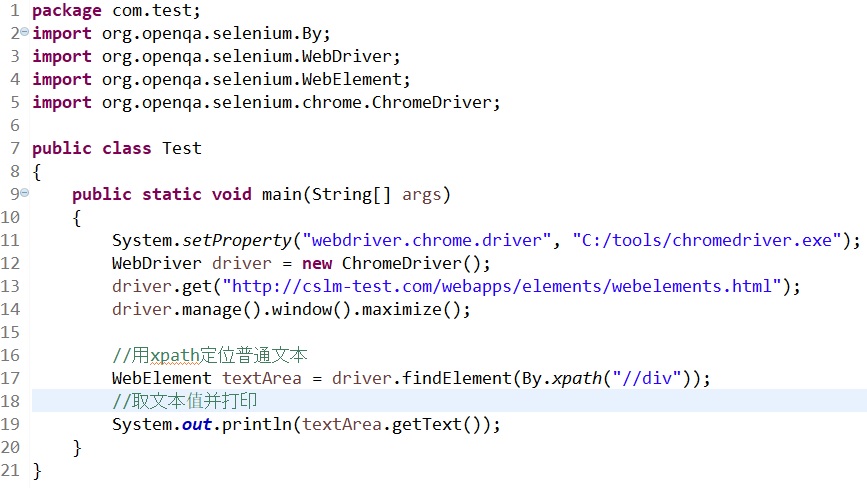 1 package com.test;
2 import org.openqa.selenium.By;
3 import org.openqa.selenium.WebDriver;
4 import org.openqa.selenium.WebElement;
5 import org.openqa.selenium.chrome.ChromeDriver;
6
7 public class Test
8 {
9     public static void main(String[] args)
10     {
11         System.setProperty("webdriver.chrome.driver", "C:/tools/chromedriver.exe");
12         WebDriver driver = new ChromeDriver();
13         driver.get("http://cslm-test.com/webapps/elements/webelements.html");
14         driver.manage().window().maximize();
15
16         //用xpath定位普通文本
17         WebElement textArea = driver.findElement(By.xpath("//div"));
18         //取文本值并打印
19         System.out.println(textArea.getText());
20     }
21 }